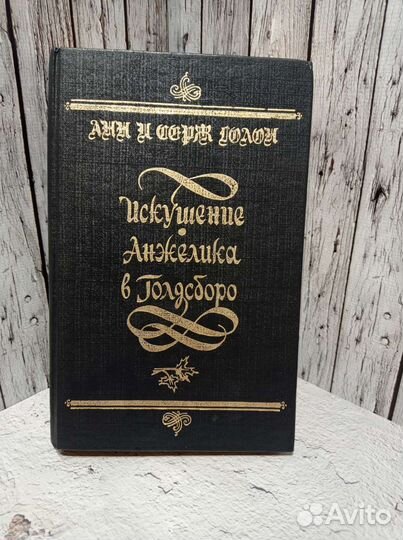 Анн и Серж Голон
Искушение
Анжелика
в Голдсборо
Avito